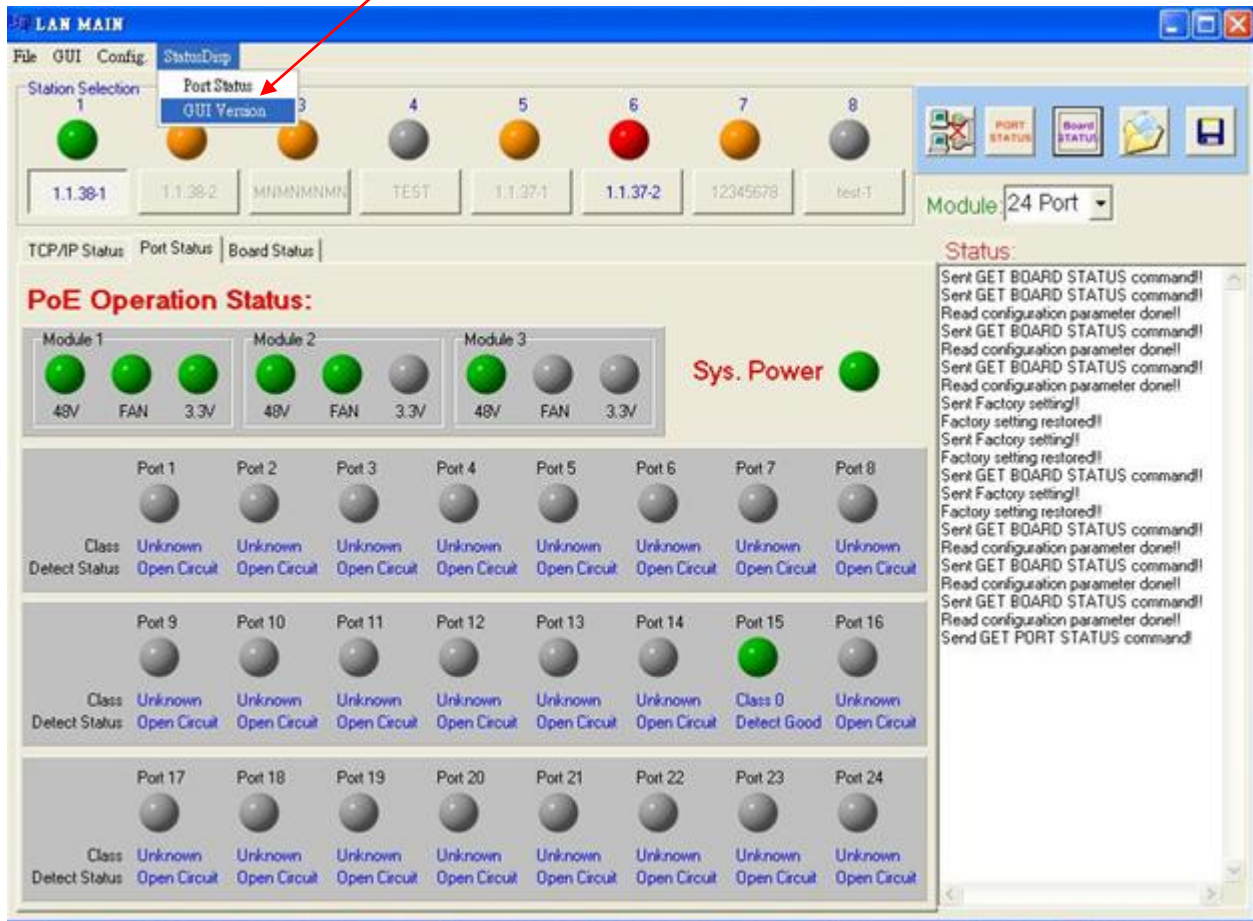 LAN MAIN
File GUI Config. StatusDisp
Port Status
GUI Version
Station Selection
1 3 4 5 6 7 8
1.1.38-1 1.1.38-2 MNMNMNMN TEST 1.1.37-1 1.1.37-2 12345678 test-1
PORT STATUS
Board STATUS
Module: 24 Port
TCP/IP Status Port Status Board Status
PoE Operation Status:
Module 1 Module 2 Module 3
48V FAN 3.3V 48V FAN 3.3V 48V FAN 3.3V
Sys. Power
Port 1 Port 2 Port 3 Port 4 Port 5 Port 6 Port 7 Port 8
Class Unknown Unknown Unknown Unknown Unknown Unknown Unknown Unknown
Detect Status Open Circuit Open Circuit Open Circuit Open Circuit Open Circuit Open Circuit Open Circuit Open Circuit
Port 9 Port 10 Port 11 Port 12 Port 13 Port 14 Port 15 Port 16
Class Unknown Unknown Unknown Unknown Unknown Unknown Class 0 Unknown
Detect Status Open Circuit Open Circuit Open Circuit Open Circuit Open Circuit Open Circuit Detect Good Open Circuit
Port 17 Port 18 Port 19 Port 20 Port 21 Port 22 Port 23 Port 24
Class Unknown Unknown Unknown Unknown Unknown Unknown Unknown Unknown
Detect Status Open Circuit Open Circuit Open Circuit Open Circuit Open Circuit Open Circuit Open Circuit Open Circuit
Status:
Sent GET BOARD STATUS command!!
Sent GET BOARD STATUS command!!
Read configuration parameter done!!
Sent GET BOARD STATUS command!!
Read configuration parameter done!!
Sent GET BOARD STATUS command!!
Read configuration parameter done!!
Sent Factory setting!!
Factory setting restored!!
Sent Factory setting!!
Factory setting restored!!
Sent GET BOARD STATUS command!!
Sent Factory setting!!
Factory setting restored!!
Sent GET BOARD STATUS command!!
Read configuration parameter done!!
Sent GET BOARD STATUS command!!
Read configuration parameter done!!
Sent GET BOARD STATUS command!!
Read configuration parameter done!!
Send GET PORT STATUS command!